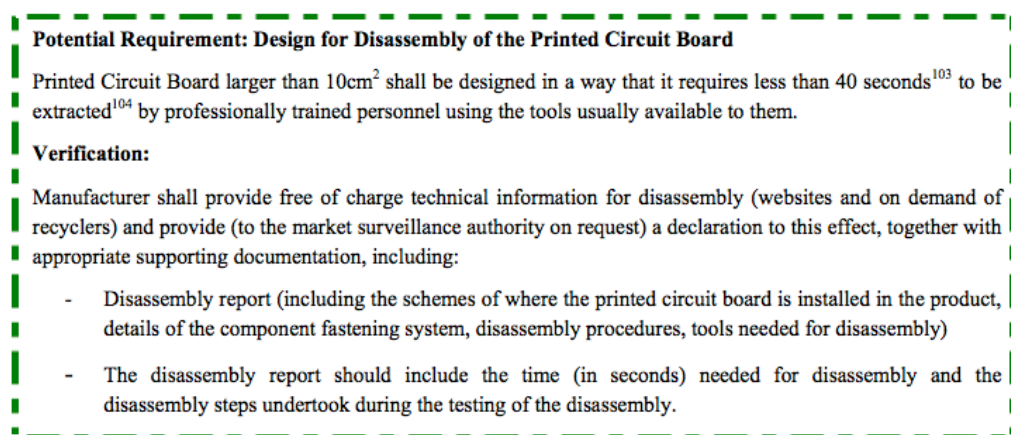 Potential Requirement: Design for Disassembly of the Printed Circuit Board
Printed Circuit Board larger than 10cm² shall be designed in a way that it requires less than 40 seconds¹⁰³ to be
extracted¹⁰⁴ by professionally trained personnel using the tools usually available to them.
Verification:
Manufacturer shall provide free of charge technical information for disassembly (websites and on demand of
recyclers) and provide (to the market surveillance authority on request) a declaration to this effect, together with
appropriate supporting documentation, including:
- Disassembly report (including the schemes of where the printed circuit board is installed in the product,
details of the component fastening system, disassembly procedures, tools needed for disassembly)
- The disassembly report should include the time (in seconds) needed for disassembly and the
disassembly steps undertook during the testing of the disassembly.